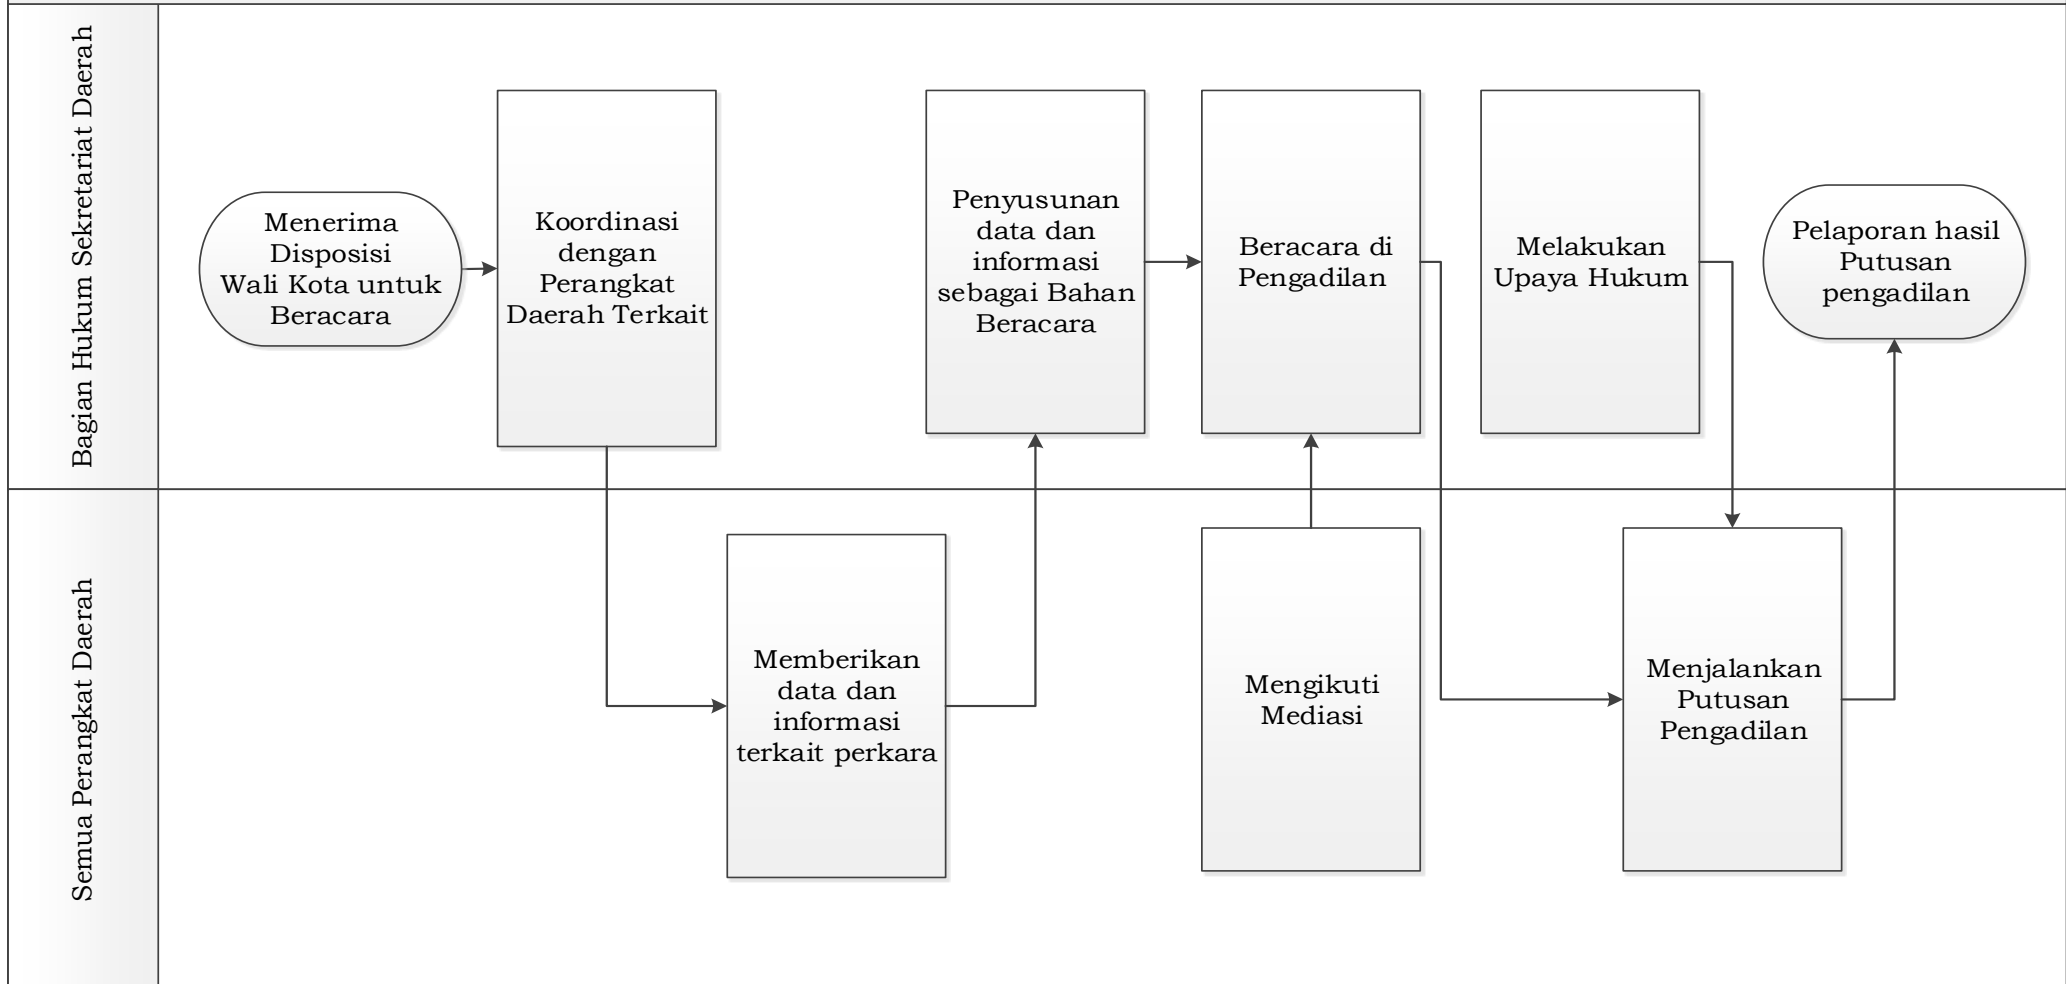 Bagian Hukum Sekretariat Daerah
Menerima
Disposisi
Wali Kota untuk
Beracara
Koordinasi
dengan
Perangkat
Daerah Terkait
Penyusunan
data dan
informasi
sebagai Bahan
Beracara
Beracara di
Pengadilan
Melakukan
Upaya Hukum
Pelaporan hasil
Putusan
pengadilan
Semua Perangkat Daerah
Memberikan
data dan
informasi
terkait perkara
Mengikuti
Mediasi
Menjalankan
Putusan
Pengadilan